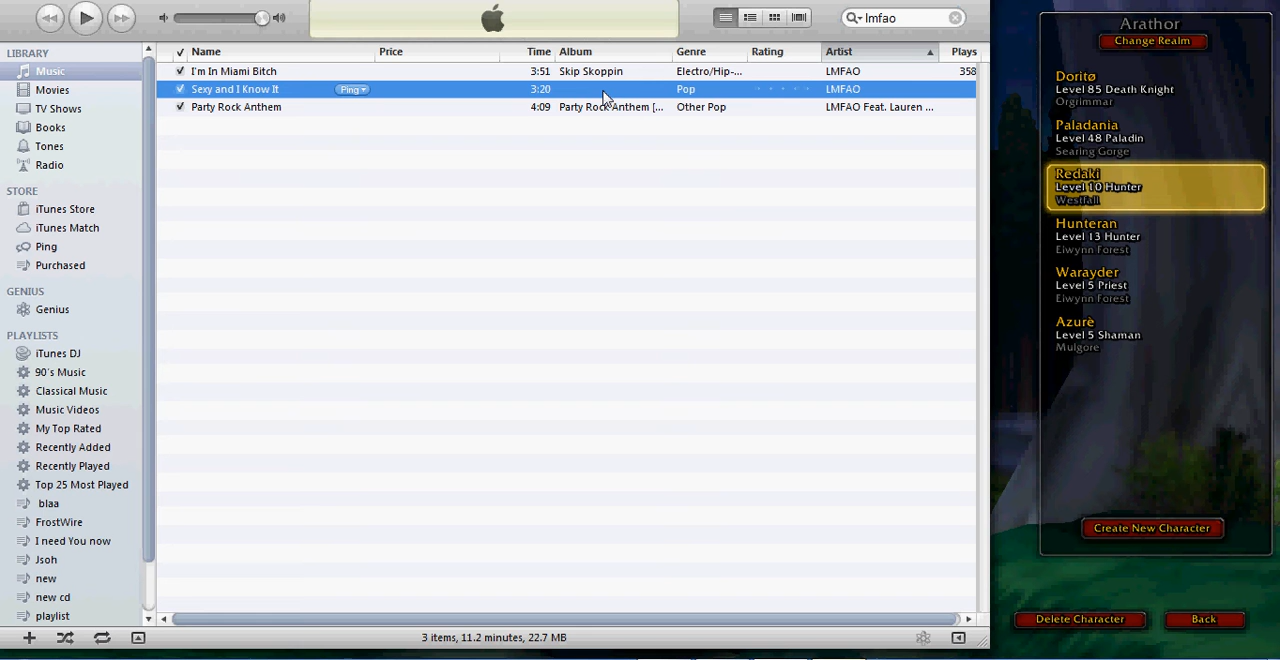 lmfao
LIBRARY
Music
Movies
TV Shows
Books
Tones
Radio
STORE
iTunes Store
iTunes Match
Ping
Purchased
GENIUS
Genius
PLAYLISTS
iTunes DJ
90's Music
Classical Music
Music Videos
My Top Rated
Recently Added
Recently Played
Top 25 Most Played
blaa
FrostWire
I need You now
Jsoh
new
new cd
playlist
Name Price Time Album Genre Rating Artist Plays
I'm In Miami Bitch 3:51 Skip Skoppin Electro/Hip-... LMFAO 358
Sexy and I Know It Ping 3:20 Pop LMFAO
Party Rock Anthem 4:09 Party Rock Anthem [... Other Pop LMFAO Feat. Lauren ...
3 items, 11.2 minutes, 22.7 MB
Arathor
Change Realm
Doritø
Level 85 Death Knight
Orgrimmar
Paladania
Level 48 Paladin
Searing Gorge
Redaki
Level 10 Hunter
Westfall
Hunteran
Level 13 Hunter
Elwynn Forest
Warayder
Level 5 Priest
Elwynn Forest
Azurè
Level 5 Shaman
Mulgore
Create New Character
Delete Character
Back